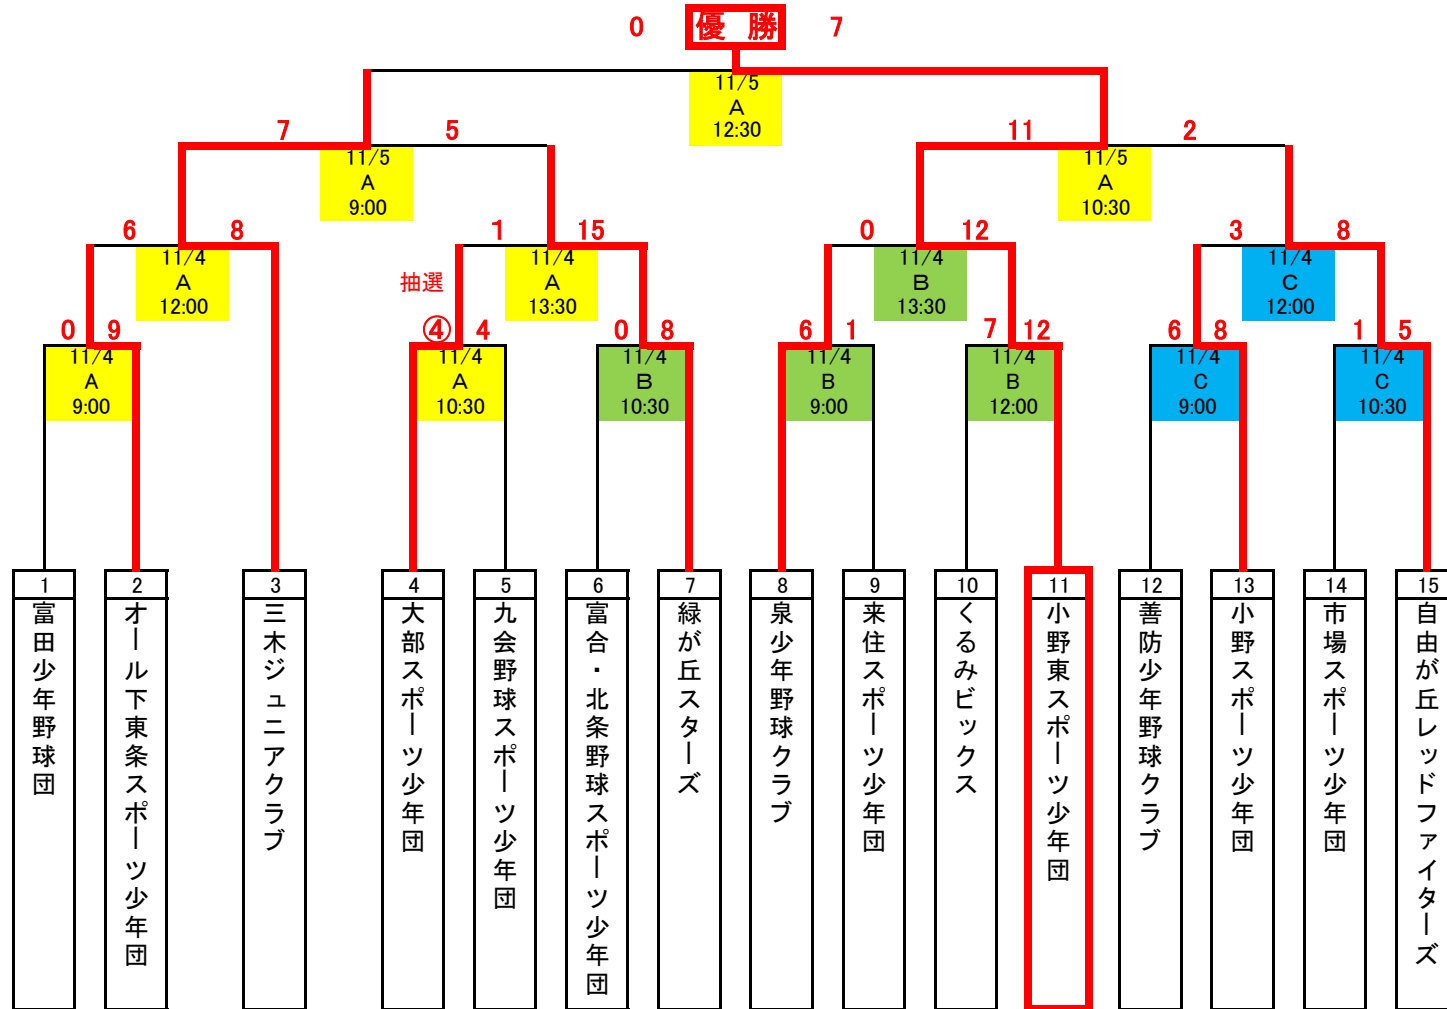 0 優勝 7
11/5
A
12:30
7 5 11 2
11/5 11/5
A A
9:00 10:30
6 8 1 15 0 12 3 8
11/4 11/4 11/4 11/4
A A B C
12:00 13:30 13:30 12:00
抽選
0 9 ④ 4 0 8 6 1 7 12 6 8 1 5
11/4 11/4 11/4 11/4 11/4 11/4 11/4
A A B B B C C
9:00 10:30 10:30 9:00 12:00 9:00 10:30
1 2 3 4 5 6 7 8 9 10 11 12 13 14 15
富田少年野球団
オール下東条スポーツ少年団
三木ジュニアクラブ
大部スポーツ少年団
九会野球スポーツ少年団
富合・北条野球スポーツ少年団
緑が丘スターズ
泉少年野球クラブ
来住スポーツ少年団
くるみビックス
小野東スポーツ少年団
善防少年野球クラブ
小野スポーツ少年団
市場スポーツ少年団
自由が丘レッドファイターズ